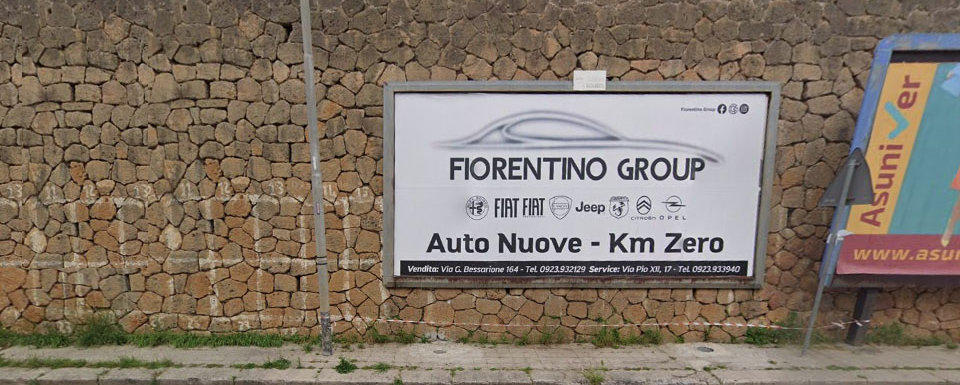 Fiorentino Group
FIORENTINO GROUP
FIAT FIAT Jeep CITROËN OPEL
Auto Nuove - Km Zero
Vendita: Via G. Bessarione 164 - Tel. 0923.932129 Service: Via Pio XII, 17 - Tel. 0923.933940
Asuniver
www.asuni